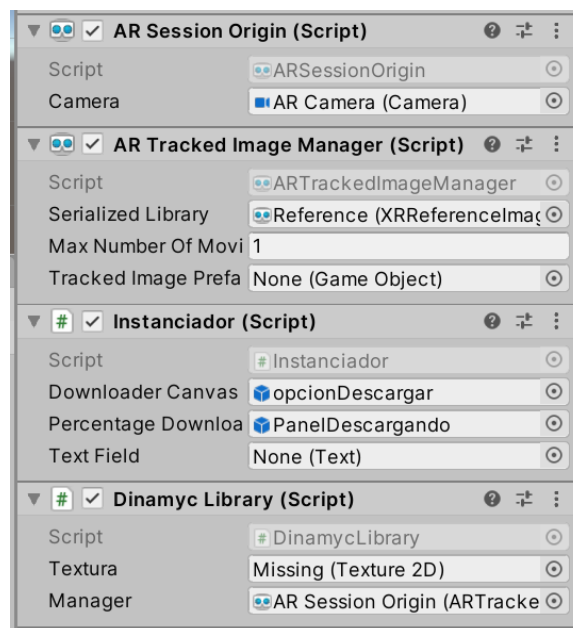 AR Session Origin (Script)
Script ARSessionOrigin
Camera AR Camera (Camera)
AR Tracked Image Manager (Script)
Script ARTrackedImageManager
Serialized Library Reference (XRReferenceImag
Max Number Of Movi 1
Tracked Image Prefa None (Game Object)
# Instanciador (Script)
Script # Instanciador
Downloader Canvas opcionDescargar
Percentage Downloa PanelDescargando
Text Field None (Text)
# Dinamyc Library (Script)
Script # DinamycLibrary
Textura Missing (Texture 2D)
Manager AR Session Origin (ARTracke